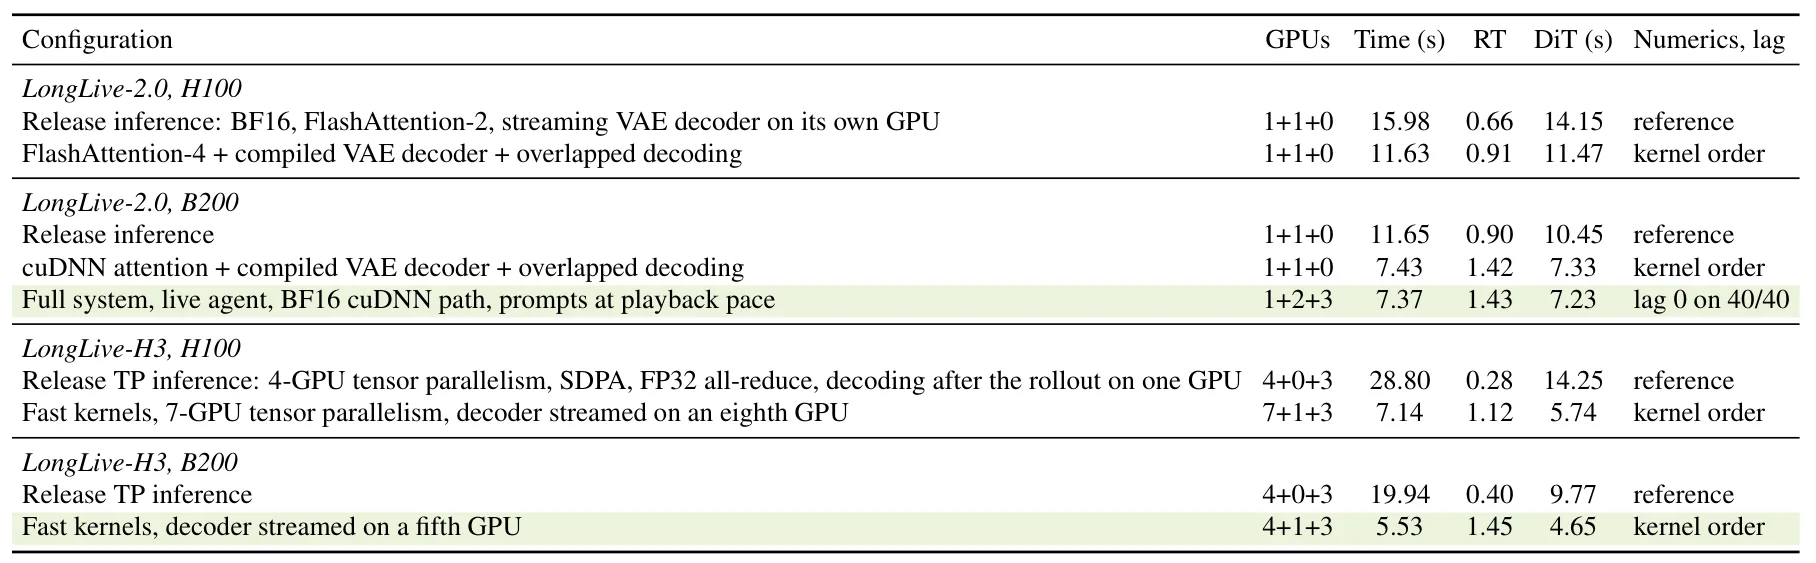 Configuration GPUs Time (s) RT DiT (s) Numerics, lag
LongLive-2.0, H100
Release inference: BF16, FlashAttention-2, streaming VAE decoder on its own GPU 1+1+0 15.98 0.66 14.15 reference
FlashAttention-4 + compiled VAE decoder + overlapped decoding 1+1+0 11.63 0.91 11.47 kernel order
LongLive-2.0, B200
Release inference 1+1+0 11.65 0.90 10.45 reference
cuDNN attention + compiled VAE decoder + overlapped decoding 1+1+0 7.43 1.42 7.33 kernel order
Full system, live agent, BF16 cuDNN path, prompts at playback pace 1+2+3 7.37 1.43 7.23 lag 0 on 40/40
LongLive-H3, H100
Release TP inference: 4-GPU tensor parallelism, SDPA, FP32 all-reduce, decoding after the rollout on one GPU 4+0+3 28.80 0.28 14.25 reference
Fast kernels, 7-GPU tensor parallelism, decoder streamed on an eighth GPU 7+1+3 7.14 1.12 5.74 kernel order
LongLive-H3, B200
Release TP inference 4+0+3 19.94 0.40 9.77 reference
Fast kernels, decoder streamed on a fifth GPU 4+1+3 5.53 1.45 4.65 kernel order